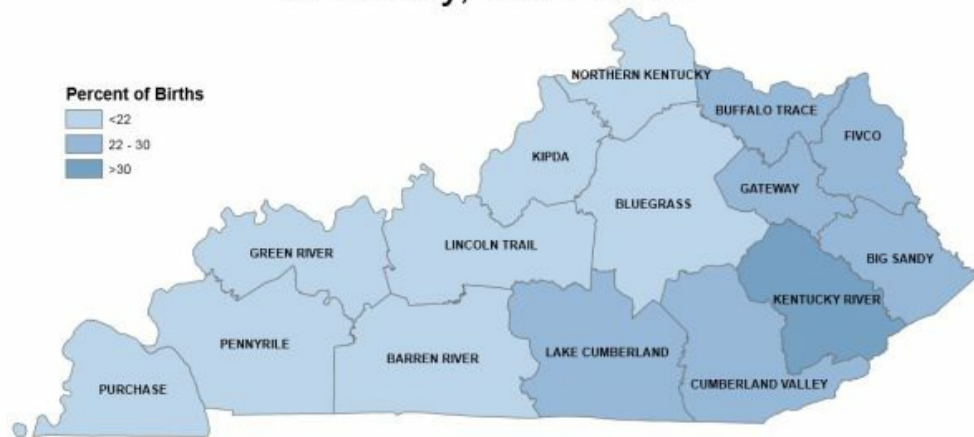 NORTHERN KENTUCKY
Percent of Births
<22
22 - 30
>30
BUFFALO TRACE
FIVCO
KIPDA
GATEWAY
BLUEGRASS
LINCOLN TRAIL
GREEN RIVER
BIG SANDY
KENTUCKY RIVER
PENNYRILE
LAKE CUMBERLAND
BARREN RIVER
CUMBERLAND VALLEY
PURCHASE